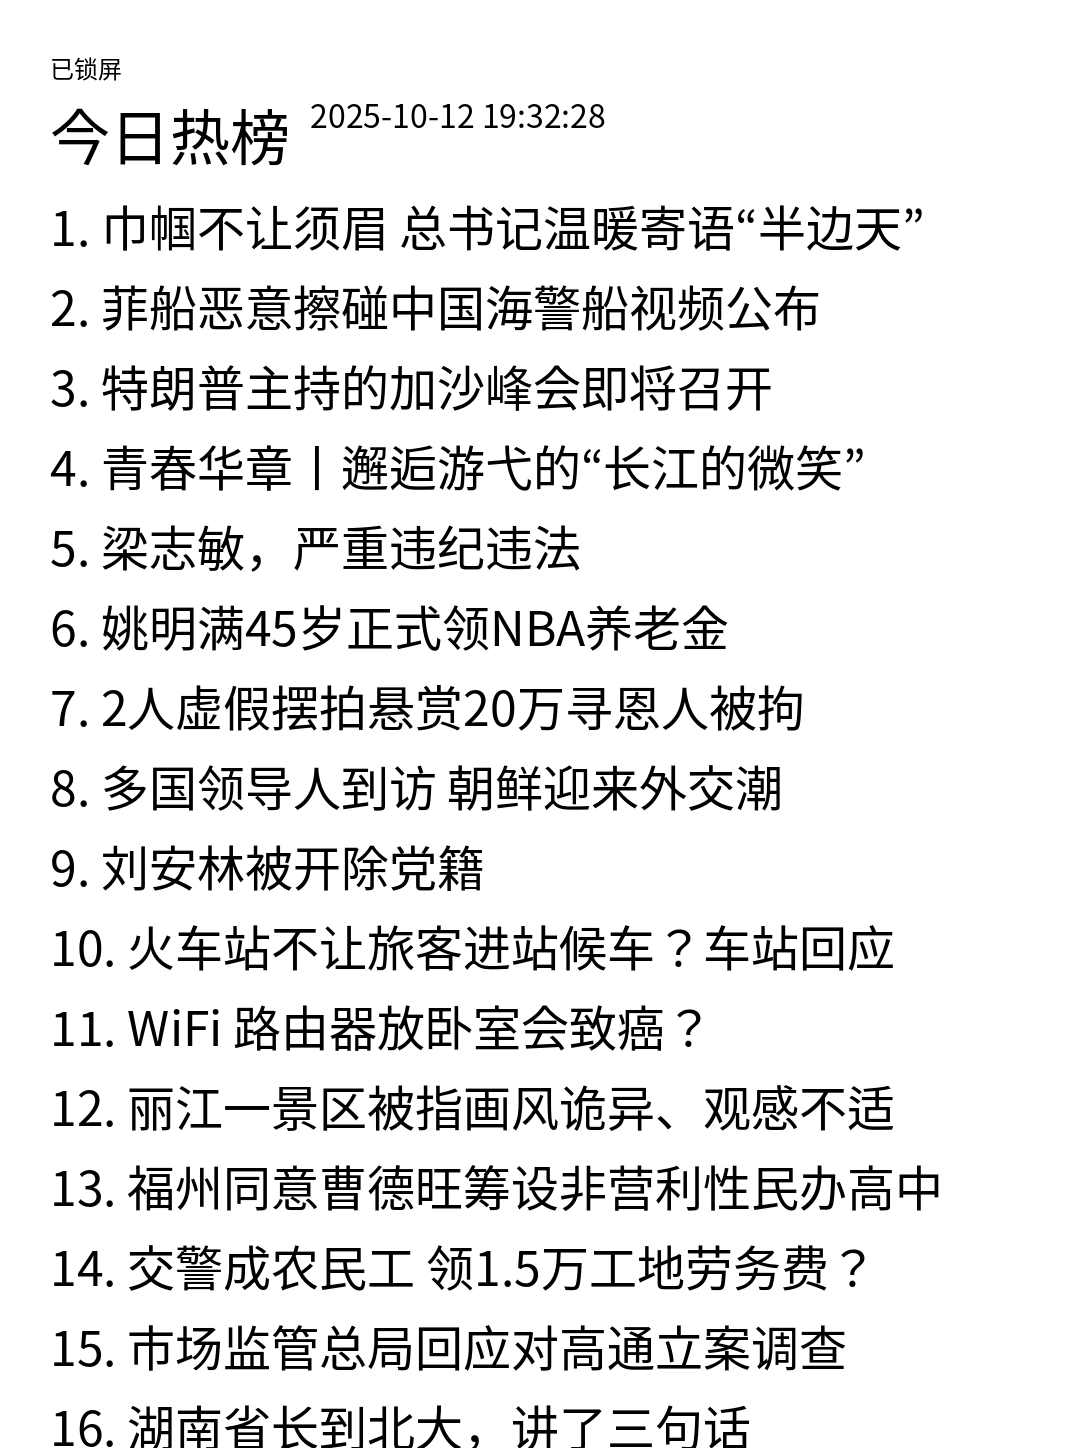 已锁屏
今日热榜 2025-10-12 19:32:28
1. 巾帼不让须眉 总书记温暖寄语“半边天”
2. 菲船恶意擦碰中国海警船视频公布
3. 特朗普主持的加沙峰会即将召开
4. 青春华章丨邂逅游弋的“长江的微笑”
5. 梁志敏，严重违纪违法
6. 姚明满45岁正式领NBA养老金
7. 2人虚假摆拍悬赏20万寻恩人被拘
8. 多国领导人到访 朝鲜迎来外交潮
9. 刘安林被开除党籍
10. 火车站不让旅客进站候车？车站回应
11. WiFi 路由器放卧室会致癌？
12. 丽江一景区被指画风诡异、观感不适
13. 福州同意曹德旺筹设非营利性民办高中
14. 交警成农民工 领1.5万工地劳务费？
15. 市场监管总局回应对高通立案调查
16. 湖南省长到北大，讲了三句话